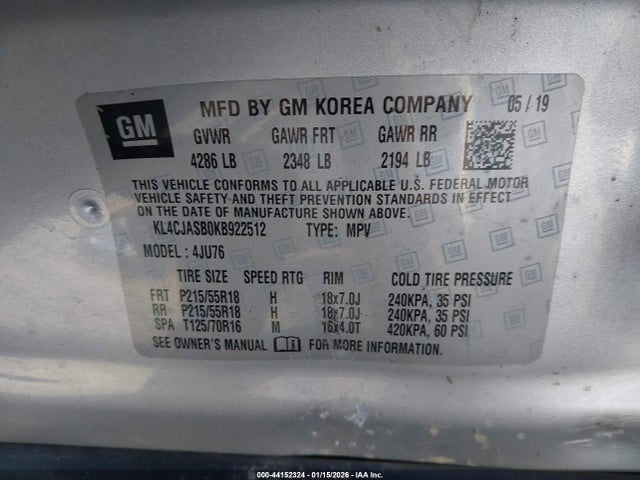 GM
MFD BY GM KOREA COMPANY 05/19
GVWR GAWR FRT GAWR RR
4286 LB 2348 LB 2194 LB
THIS VEHICLE CONFORMS TO ALL APPLICABLE U.S. FEDERAL MOTOR
VEHICLE SAFETY AND THEFT PREVENTION STANDARDS IN EFFECT
ON THE DATE OF MANUFACTURE SHOWN ABOVE.
KL4CJASB0KB922512 TYPE: MPV
MODEL: 4JU76
TIRE SIZE SPEED RTG RIM COLD TIRE PRESSURE
FRT P215/55R18 H 18x7.0J 240KPA, 35 PSI
RR P215/55R18 H 18x7.0J 240KPA, 35 PSI
SPA T125/70R16 M 16x4.0T 420KPA, 60 PSI
SEE OWNER'S MANUAL FOR MORE INFORMATION.
000-44152324 | 01/15/2026 - IAA Inc.